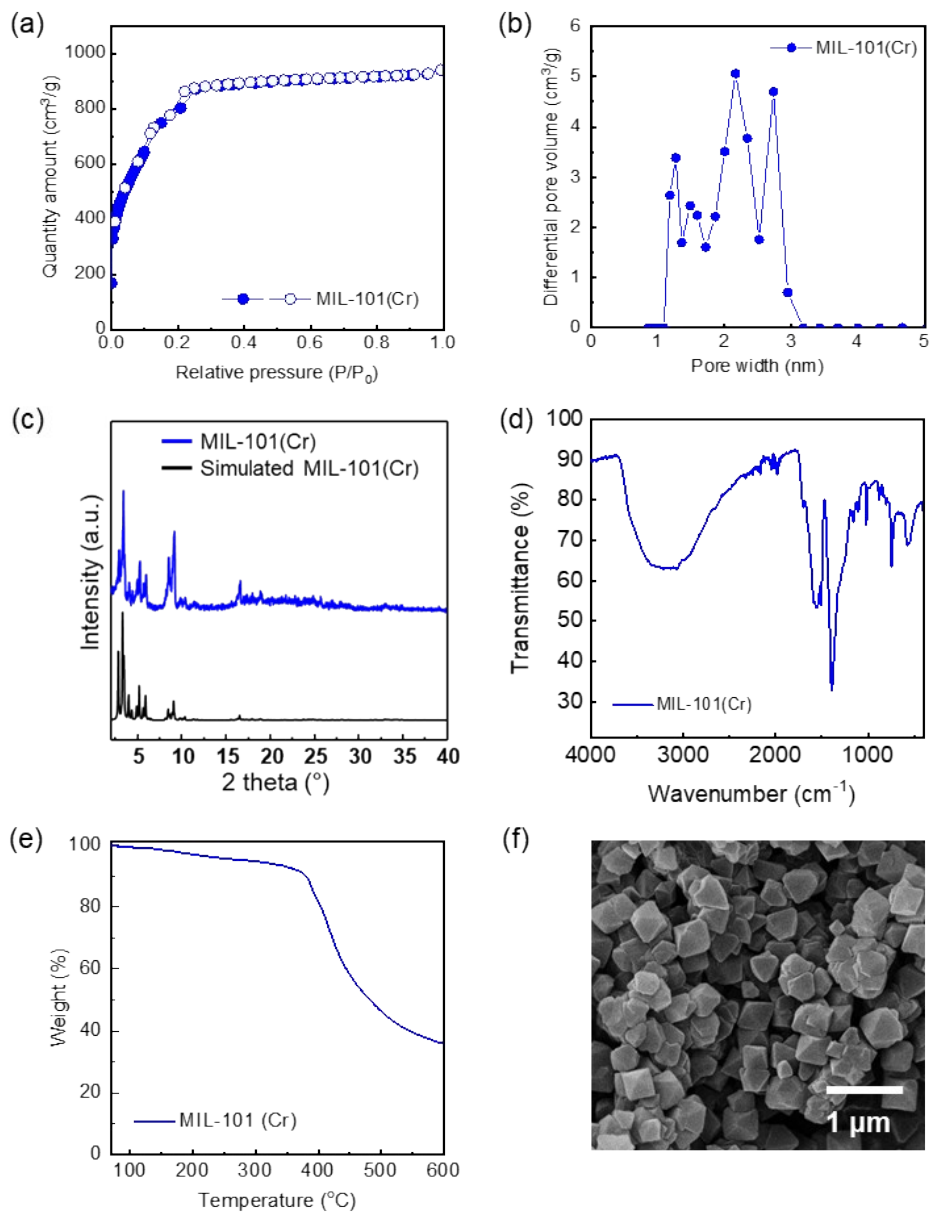 (a)
1000
800
600
400
200
0
Quantity amount (cm³/g)
MIL-101(Cr)
0.0 0.2 0.4 0.6 0.8 1.0
Relative pressure (P/P₀)
(b)
6
5
4
3
2
1
0
Differential pore volume (cm³/g)
MIL-101(Cr)
0 1 2 3 4 5
Pore width (nm)
(c)
MIL-101(Cr)
Simulated MIL-101(Cr)
Intensity (a.u.)
5 10 15 20 25 30 35 40
2 theta (°)
(d)
100
90
80
70
60
50
40
30
Transmittance (%)
MIL-101(Cr)
4000 3000 2000 1000
Wavenumber (cm⁻¹)
(e)
100
80
60
40
20
0
Weight (%)
MIL-101 (Cr)
100 200 300 400 500 600
Temperature (°C)
(f)
1 µm